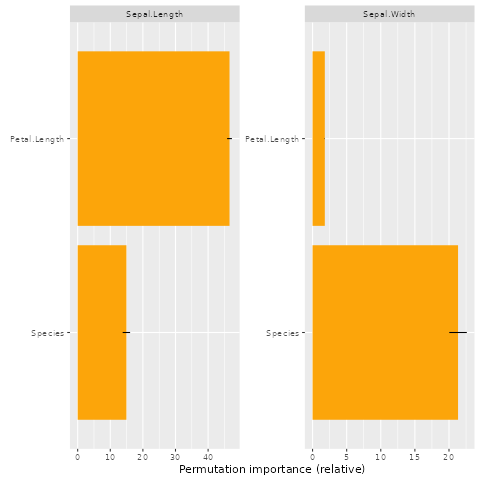 Sepal.Length
Sepal.Width
Petal.Length
Petal.Length
Species
Species
0 10 20 30 40
0 5 10 15 20
Permutation importance (relative)